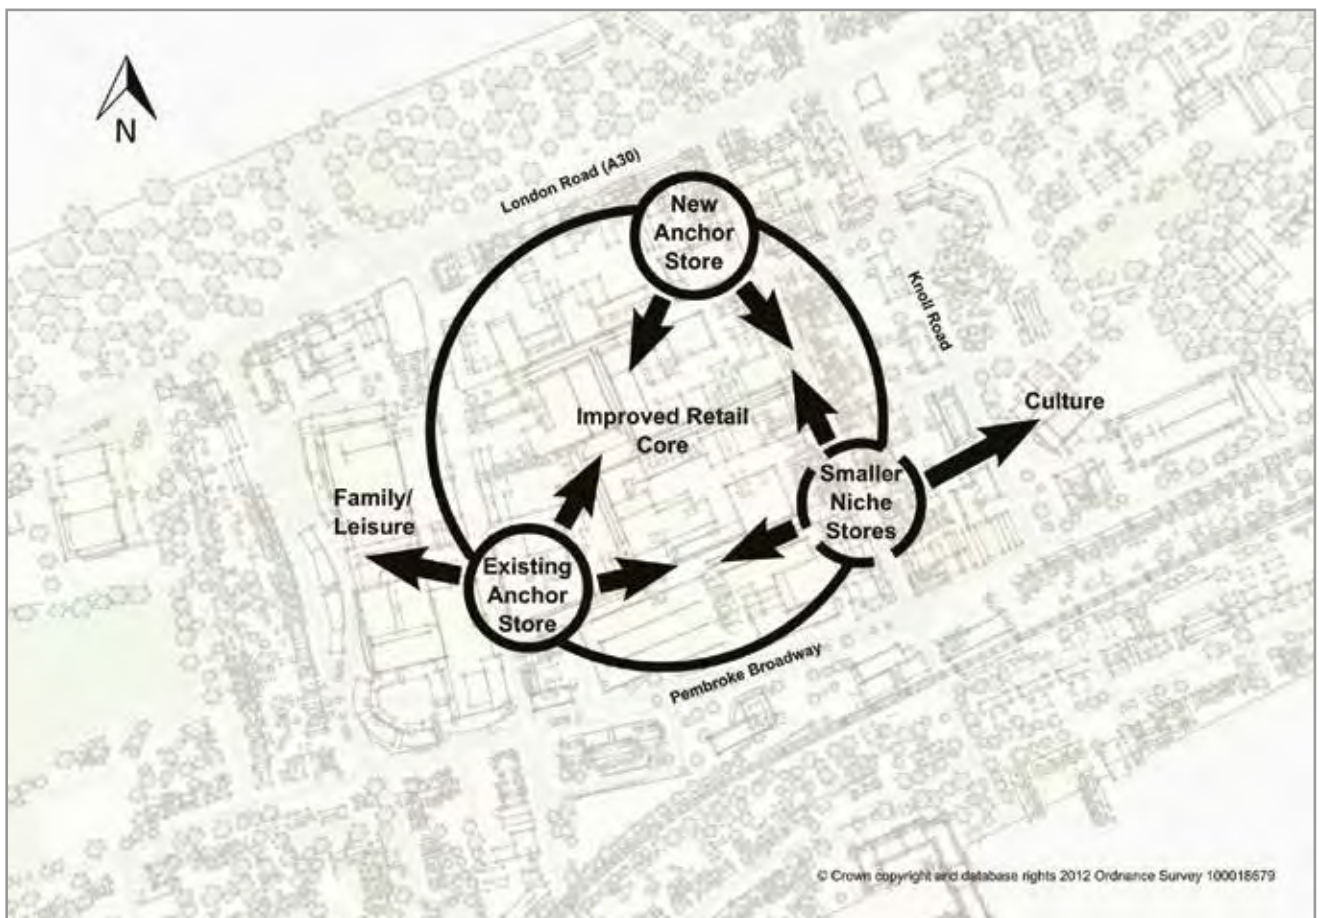 N
London Road (A30)
New
Anchor
Store
Knoll Road
Culture
Improved Retail
Core
Smaller
Niche
Stores
Family/
Leisure
Existing
Anchor
Store
Pembroke Broadway
© Crown copyright and database rights 2012 Ordnance Survey 100018679